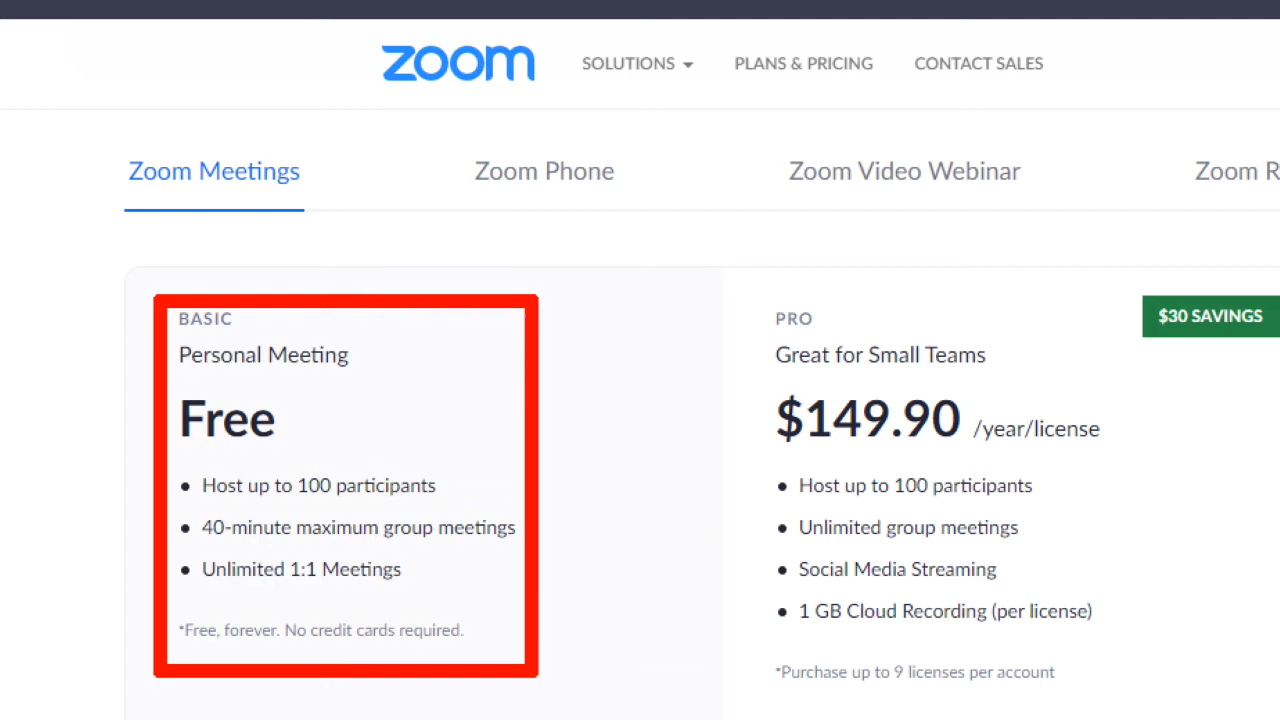 zoom
SOLUTIONS
PLANS & PRICING
CONTACT SALES
Zoom Meetings
Zoom Phone
Zoom Video Webinar
Zoom R
BASIC
Personal Meeting
Free
• Host up to 100 participants
• 40-minute maximum group meetings
• Unlimited 1:1 Meetings
*Free, forever. No credit cards required.
PRO
$30 SAVINGS
Great for Small Teams
$149.90 /year/license
• Host up to 100 participants
• Unlimited group meetings
• Social Media Streaming
• 1 GB Cloud Recording (per license)
*Purchase up to 9 licenses per account